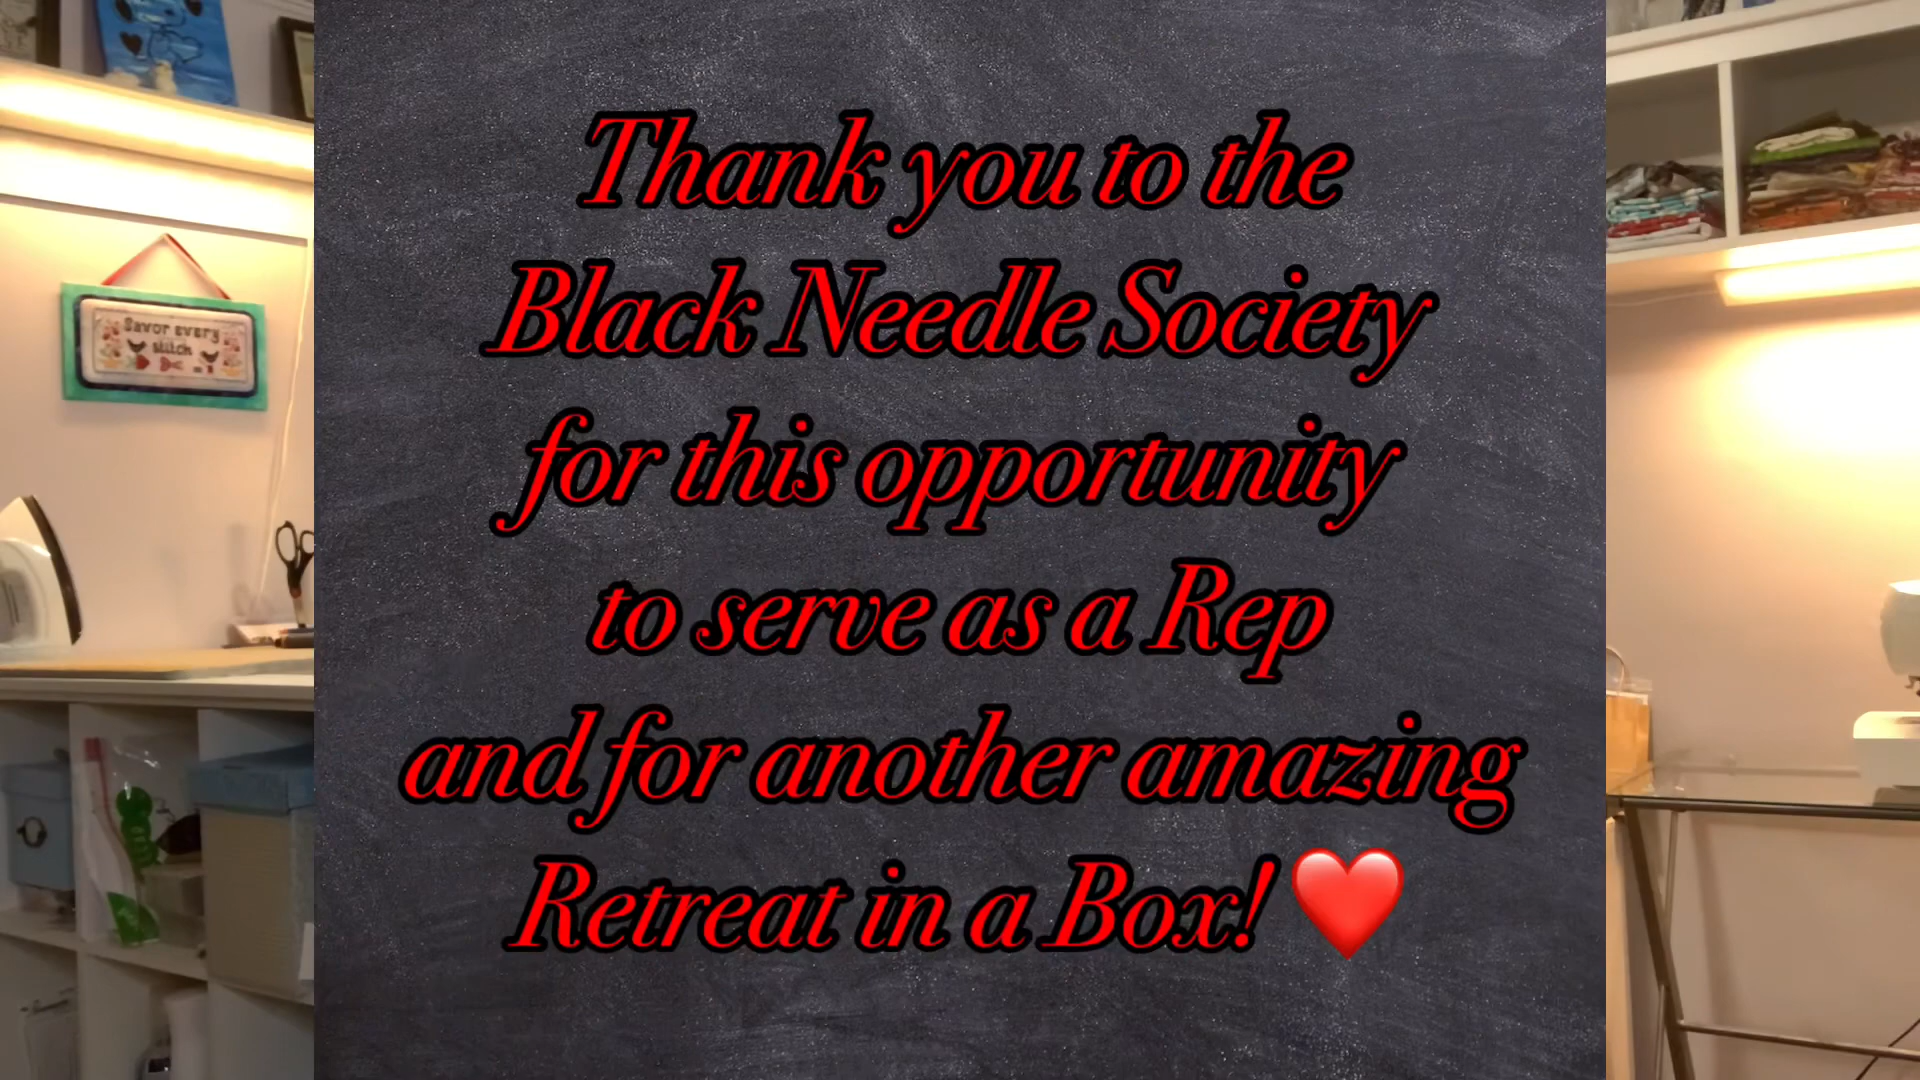 Thank you to the
Black Needle Society
for this opportunity
to serve as a Rep
and for another amazing
Retreat in a Box! ❤️
Savor every
stitch